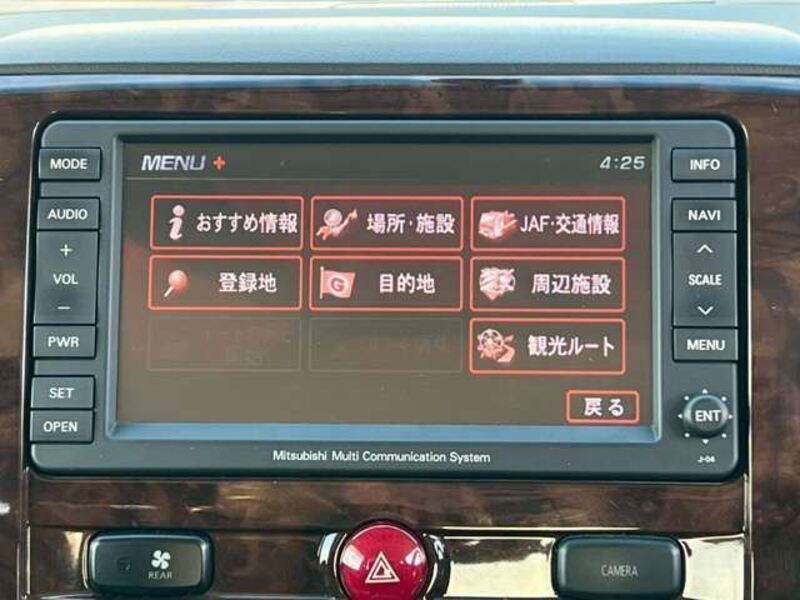 MENU + 4:25
MODE
AUDIO
+
VOL
−
PWR
SET
OPEN
おすすめ情報 場所・施設 JAF・交通情報
登録地 目的地 周辺施設
観光ルート
戻る
INFO
NAVI
SCALE
MENU
ENT
J-04
Mitsubishi Multi Communication System
REAR
CAMERA